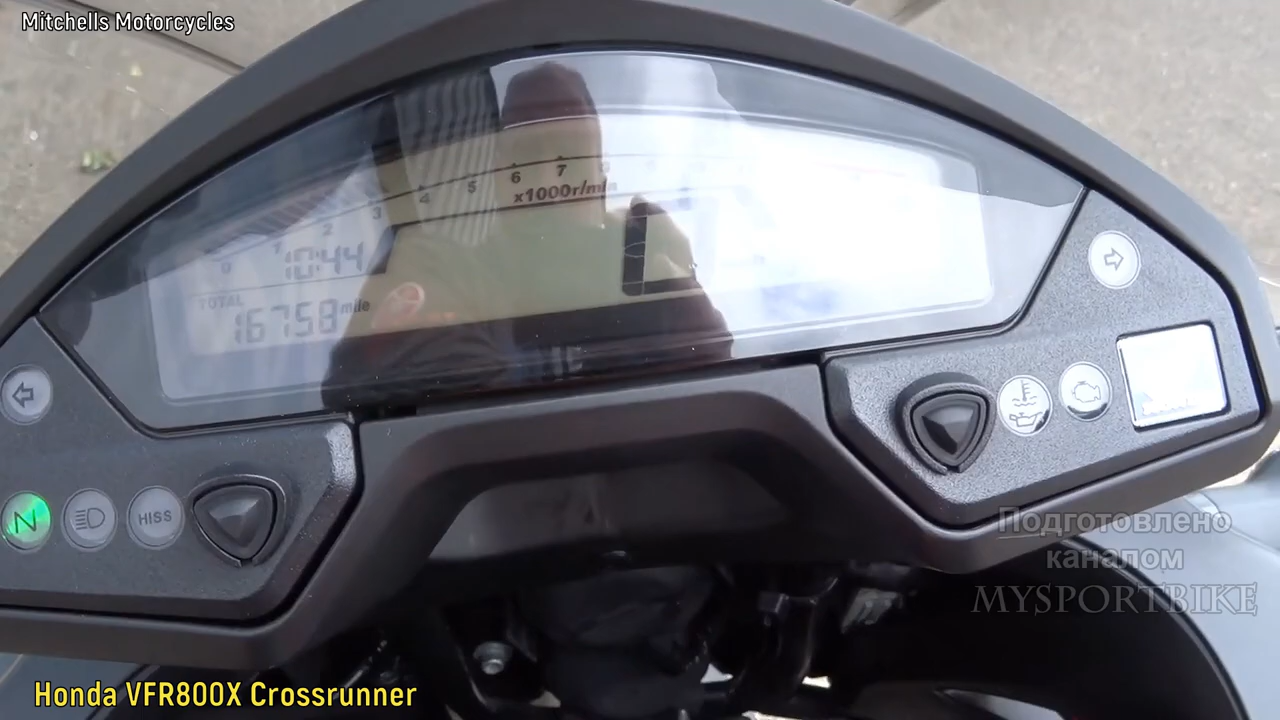 Mitchells Motorcycles
7
6
5
4
3
2
1
0
x1000r/min
10:44
TOTAL
16758 mile
N
HISS
Подготовлено
каналом
MYSPORTBIKE
Honda VFR800X Crossrunner